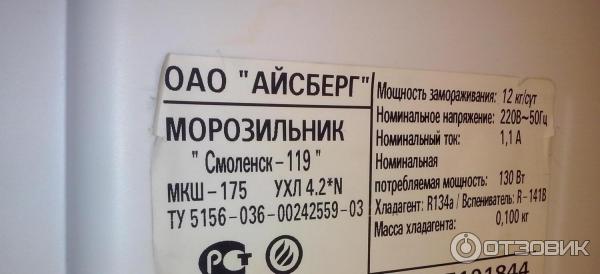 ОАО "АЙСБЕРГ"
МОРОЗИЛЬНИК
"Смоленск-119"
МКШ-175 УХЛ 4.2*N
ТУ 5156-036-00242559-03
РСТ
Мощность замораживания: 12 кг/сут
Номинальное напряжение: 220В~50Гц
Номинальный ток: 1,1 А
Номинальная
потребляемая мощность: 130 Вт
Хладагент: R134a / Вспениватель: R-141B
Масса хладагента: 0,100 кг
101844
ОТЗОВИК